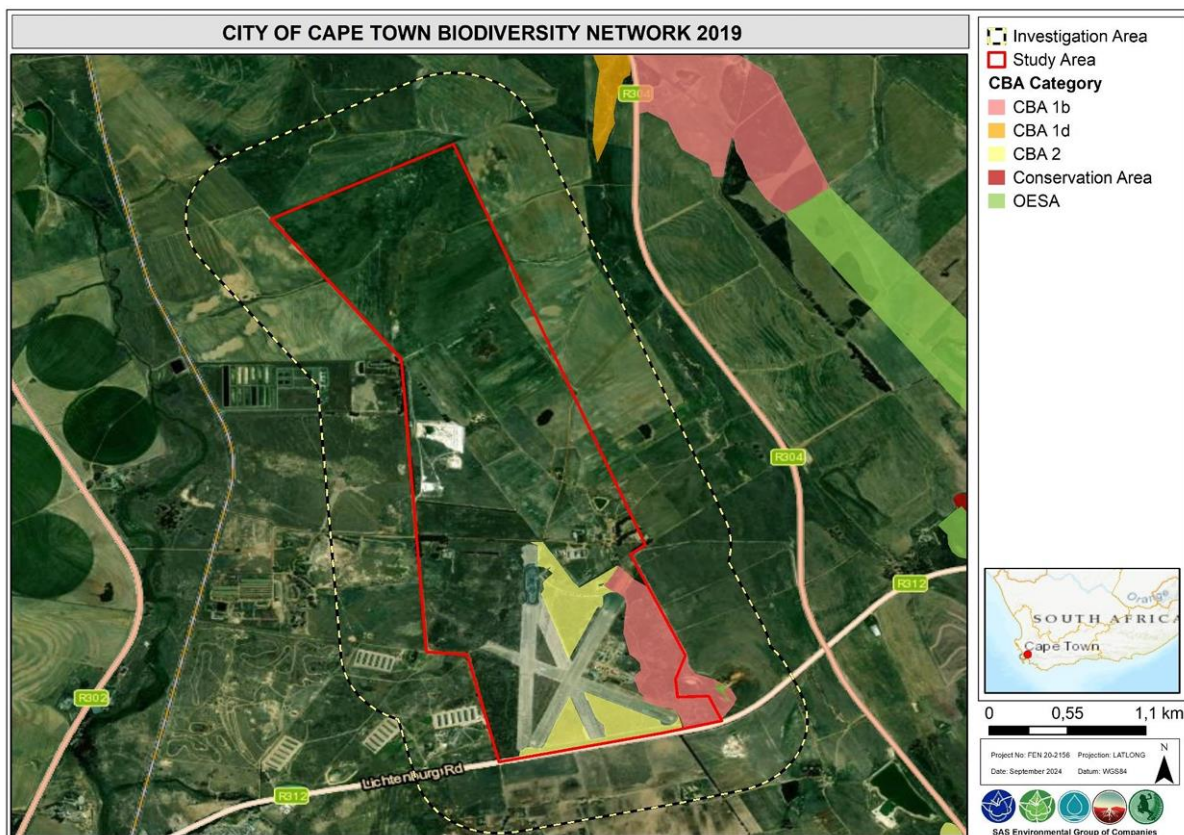 CITY OF CAPE TOWN BIODIVERSITY NETWORK 2019
Investigation Area
Study Area
CBA Category
CBA 1b
CBA 1d
CBA 2
Conservation Area
OESA
R304
R304
R312
R302
R312
Lichtenburg Rd
Orange
SOUTH AFRICA
Cape Town
0 0,55 1,1 km
Project No: FEN 20-2156 Projection: LATLONG
Date: September 2024 Datum: WGS84
N
SAS Environmental Group of Companies